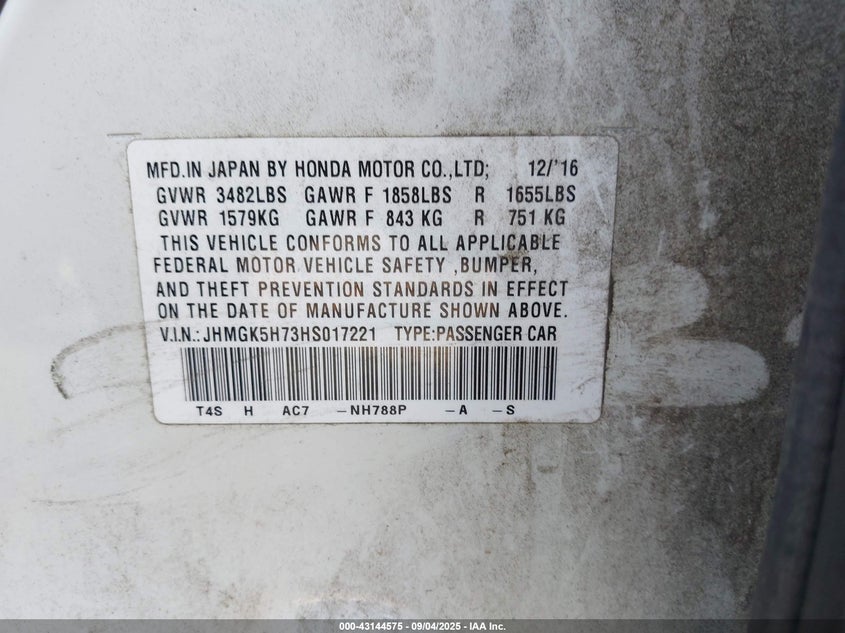 MFD.IN JAPAN BY HONDA MOTOR CO.,LTD; 12/'16
GVWR 3482LBS GAWR F 1858LBS R 1655LBS
GVWR 1579KG GAWR F 843 KG R 751 KG
THIS VEHICLE CONFORMS TO ALL APPLICABLE
FEDERAL MOTOR VEHICLE SAFETY ,BUMPER,
AND THEFT PREVENTION STANDARDS IN EFFECT
ON THE DATE OF MANUFACTURE SHOWN ABOVE.
V.I.N.:JHMGK5H73HS017221 TYPE:PASSENGER CAR
T4S H AC7 –NH788P –A –S
000-43144575 — 09/04/2025 — IAA Inc.